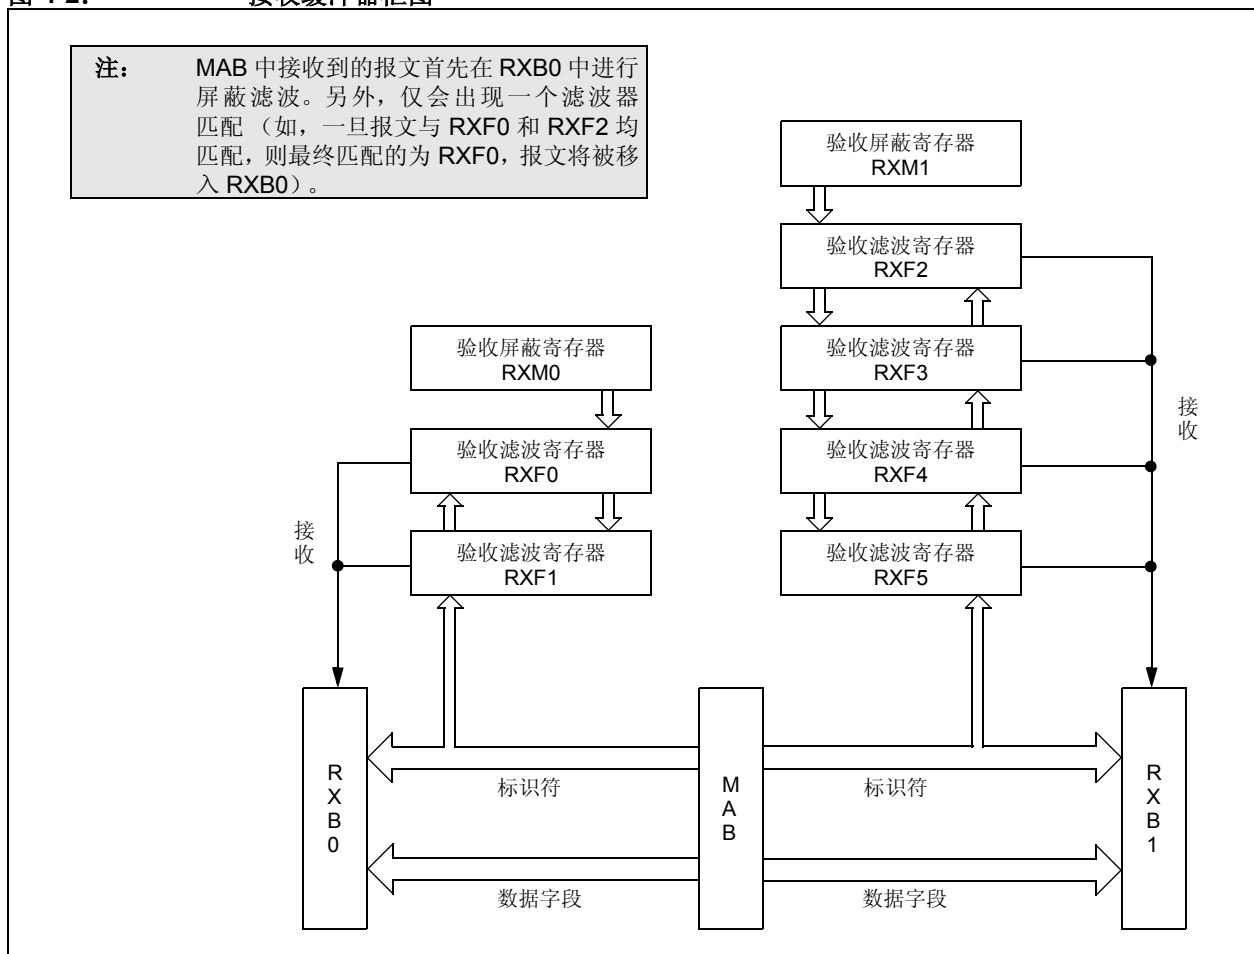 注： MAB 中接收到的报文首先在 RXB0 中进行
屏蔽滤波。另外，仅会出现一个滤波器
匹配 （如，一旦报文与 RXF0 和 RXF2 均
匹配，则最终匹配的为 RXF0，报文将被移
入 RXB0）。
验收屏蔽寄存器
RXM1
验收滤波寄存器
RXF2
验收屏蔽寄存器
RXM0
验收滤波寄存器
RXF3
接收
验收滤波寄存器
RXF0
验收滤波寄存器
RXF4
接收
验收滤波寄存器
RXF1
验收滤波寄存器
RXF5
RXB0
标识符
MAB
标识符
RXB1
数据字段
数据字段